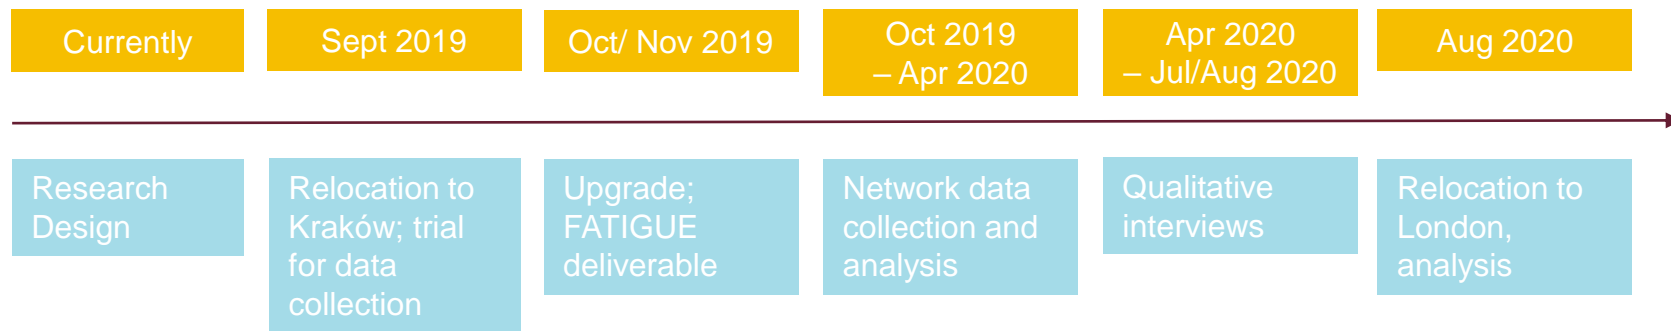 Currently
Sept 2019
Oct/ Nov 2019
Oct 2019
– Apr 2020
Apr 2020
– Jul/Aug 2020
Aug 2020
Research
Design
Relocation to
Kraków; trial
for data
collection
Upgrade;
FATIGUE
deliverable
Network data
collection and
analysis
Qualitative
interviews
Relocation to
London,
analysis